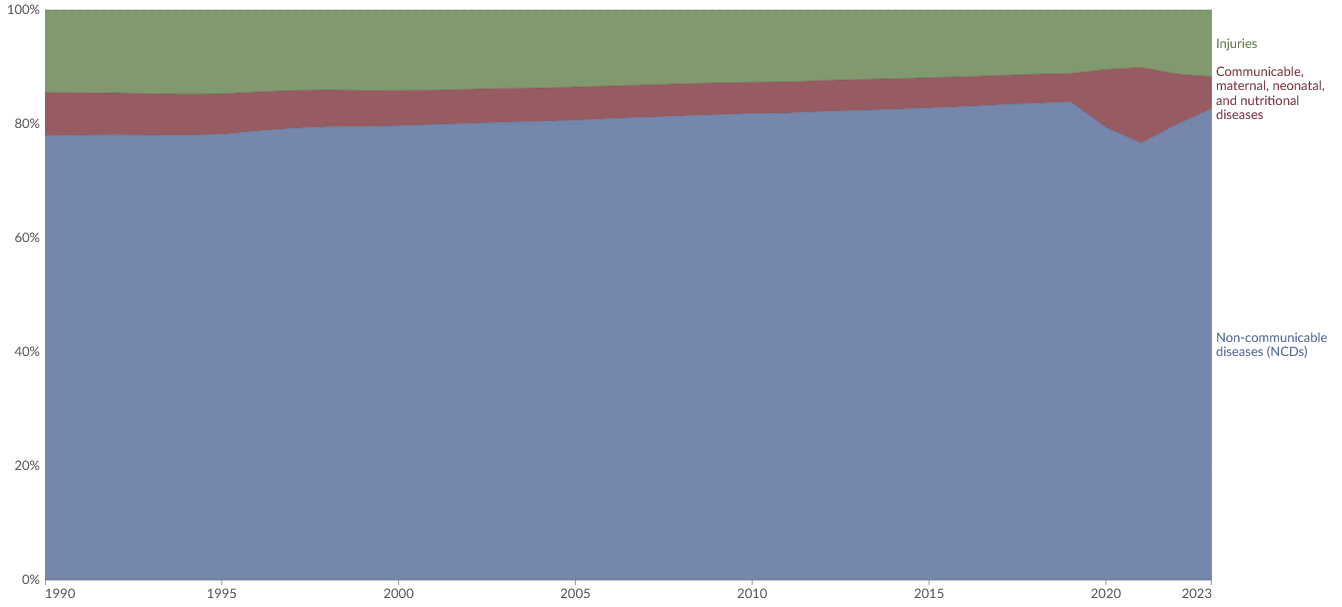 100%
80%
60%
40%
20%
0%
1990
1995
2000
2005
2010
2015
2020
2023
Injuries
Communicable,
maternal, neonatal,
and nutritional
diseases
Non-communicable
diseases (NCDs)